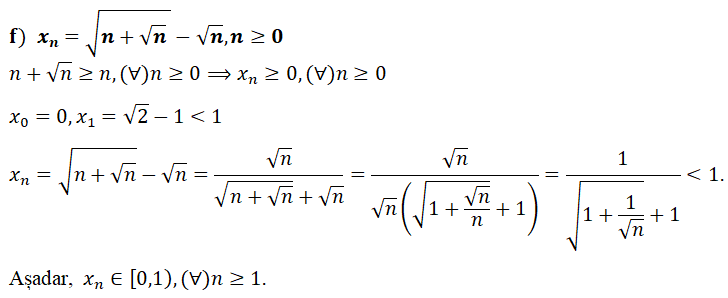 f) xₙ = √(n + √n) − √n, n ≥ 0
n + √n ≥ n, (∀)n ≥ 0 ⟹ xₙ ≥ 0, (∀)n ≥ 0
x₀ = 0, x₁ = √2 − 1 < 1
xₙ = √(n + √n) − √n = √n / (√(n + √n) + √n) = √n / (√n(√(1 + √n/n) + 1)) = 1 / (√(1 + 1/√n) + 1) < 1.
Așadar, xₙ ∈ [0,1), (∀)n ≥ 1.